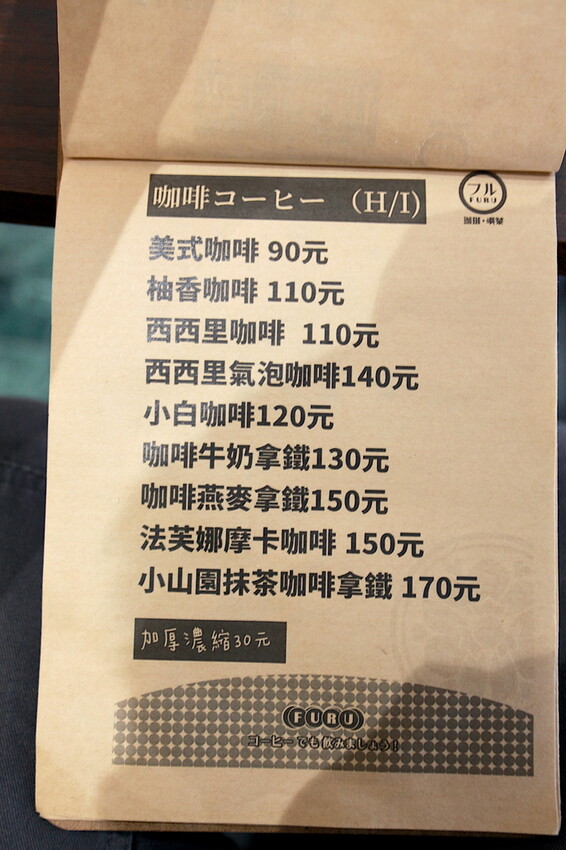 咖啡コーヒー （H/I）
フル
FURU
珈琲・喫茶
美式咖啡 90元
柚香咖啡 110元
西西里咖啡 110元
西西里氣泡咖啡140元
小白咖啡120元
咖啡牛奶拿鐵130元
咖啡燕麥拿鐵150元
法芙娜摩卡咖啡 150元
小山園抹茶咖啡拿鐵 170元
加厚濃縮30元
FURU
コーヒーでも飲みましょう！